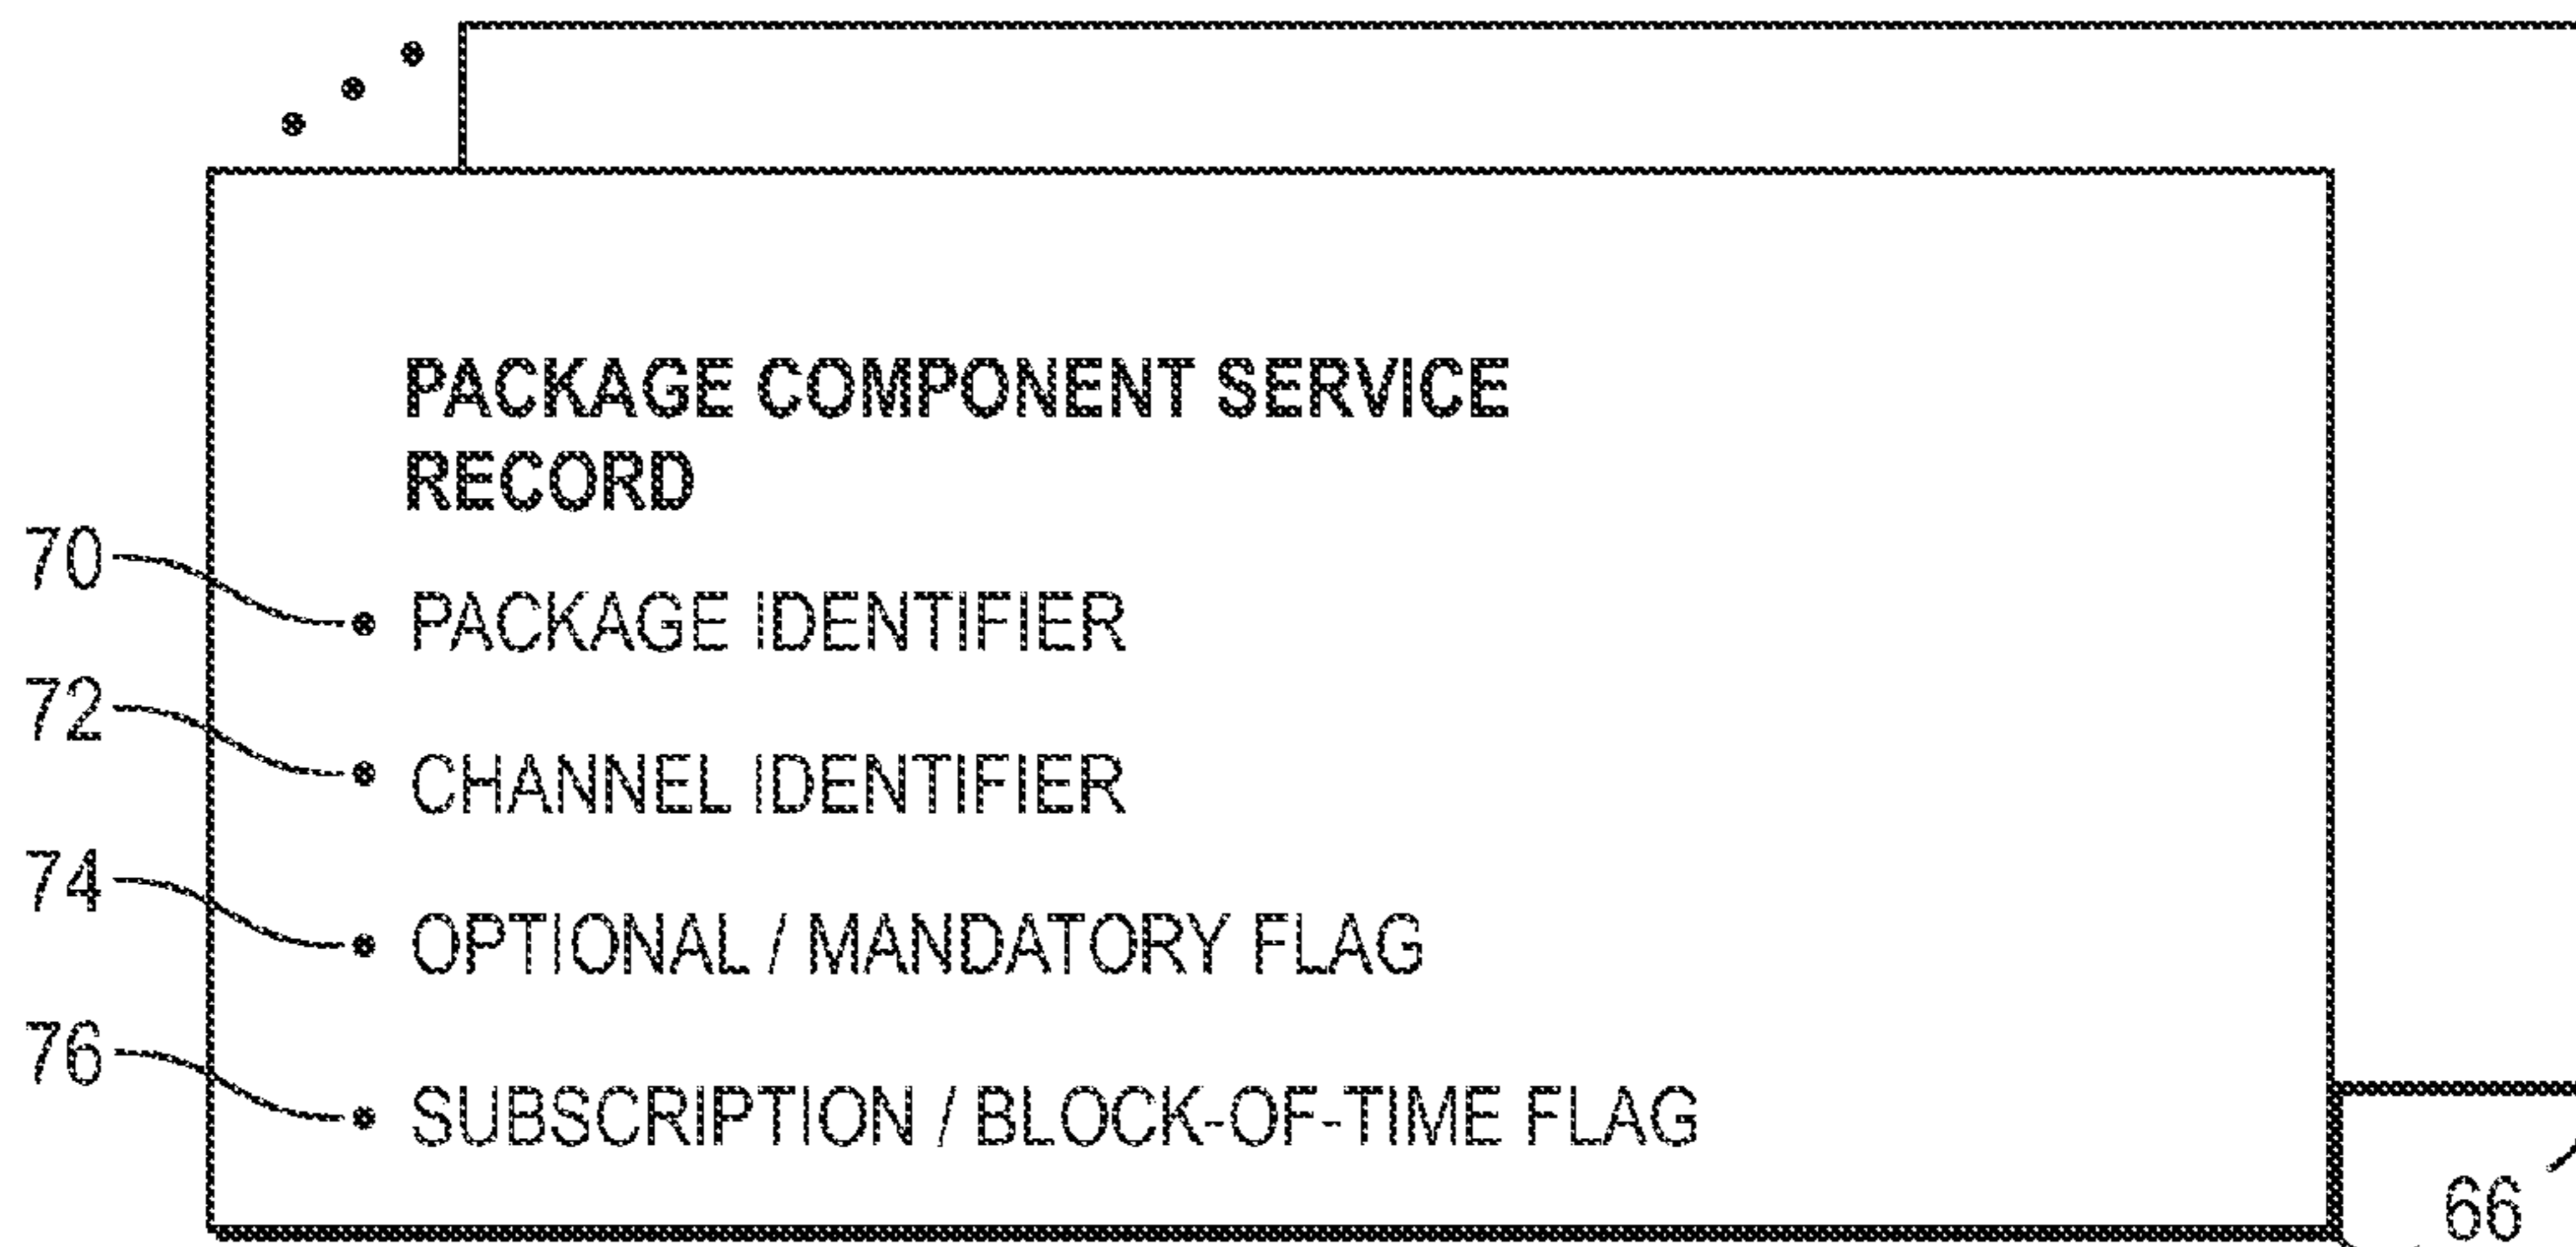 PACKAGE COMPONENT SERVICE
RECORD
70
• PACKAGE IDENTIFIER
72
• CHANNEL IDENTIFIER
74
• OPTIONAL / MANDATORY FLAG
76
• SUBSCRIPTION / BLOCK-OF-TIME FLAG
66